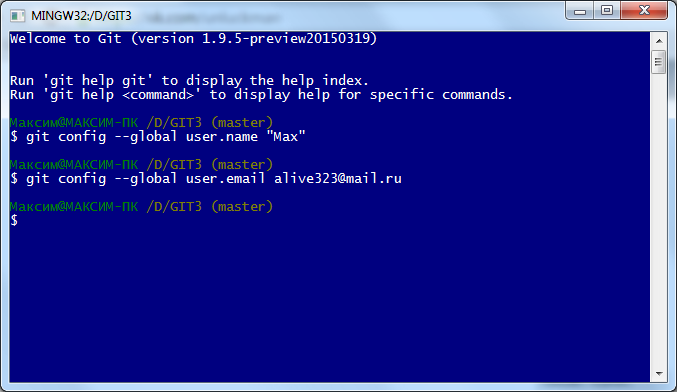 MINGW32:/D/GIT3
Welcome to Git (version 1.9.5-preview20150319)
Run 'git help git' to display the help index.
Run 'git help <command>' to display help for specific commands.
Максим@МАКСИМ-ПК /D/GIT3 (master)
$ git config --global user.name "Max"
Максим@МАКСИМ-ПК /D/GIT3 (master)
$ git config --global user.email alive323@mail.ru
Максим@МАКСИМ-ПК /D/GIT3 (master)
$